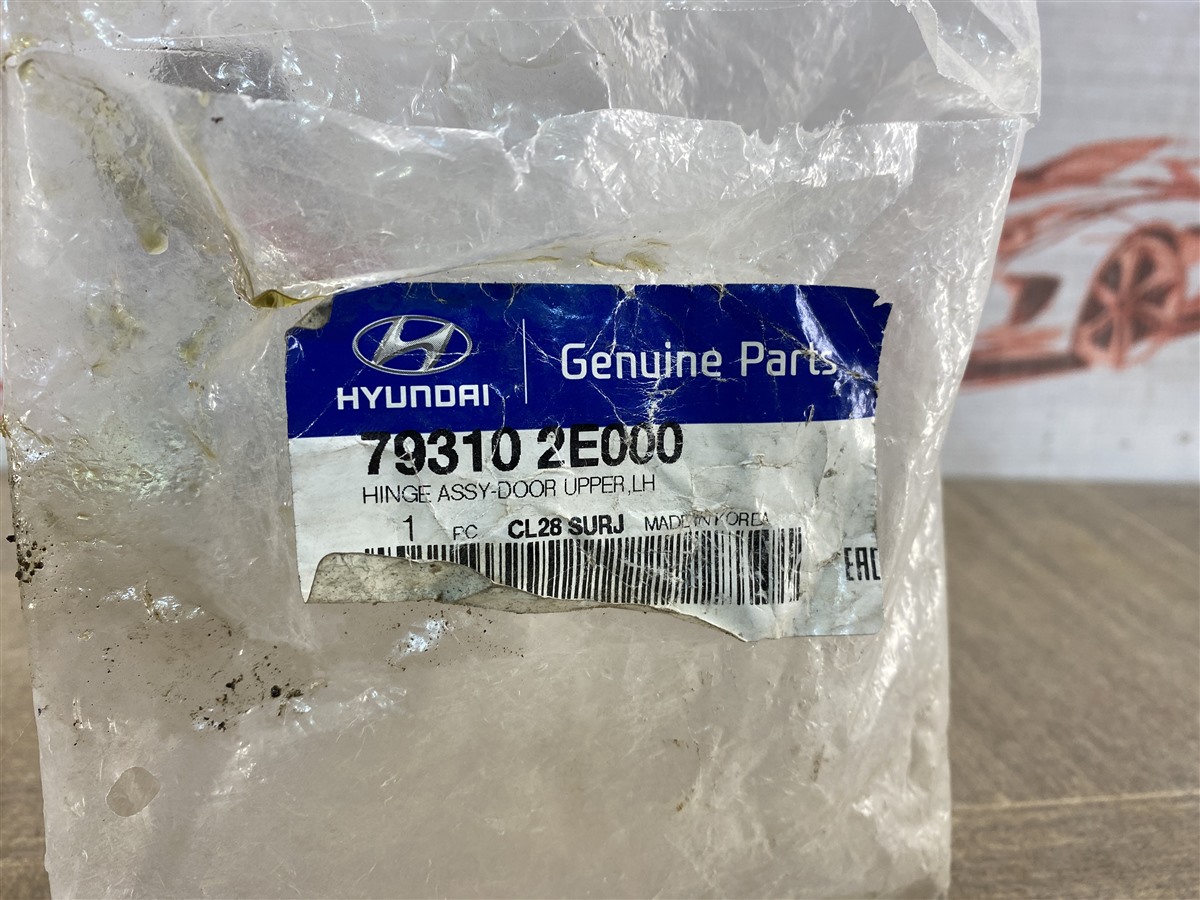 HYUNDAI
Genuine Parts
79310 2E000
HINGE ASSY-DOOR UPPER,LH
1 PC CL28 SURJ MADE IN KOREA
EAC